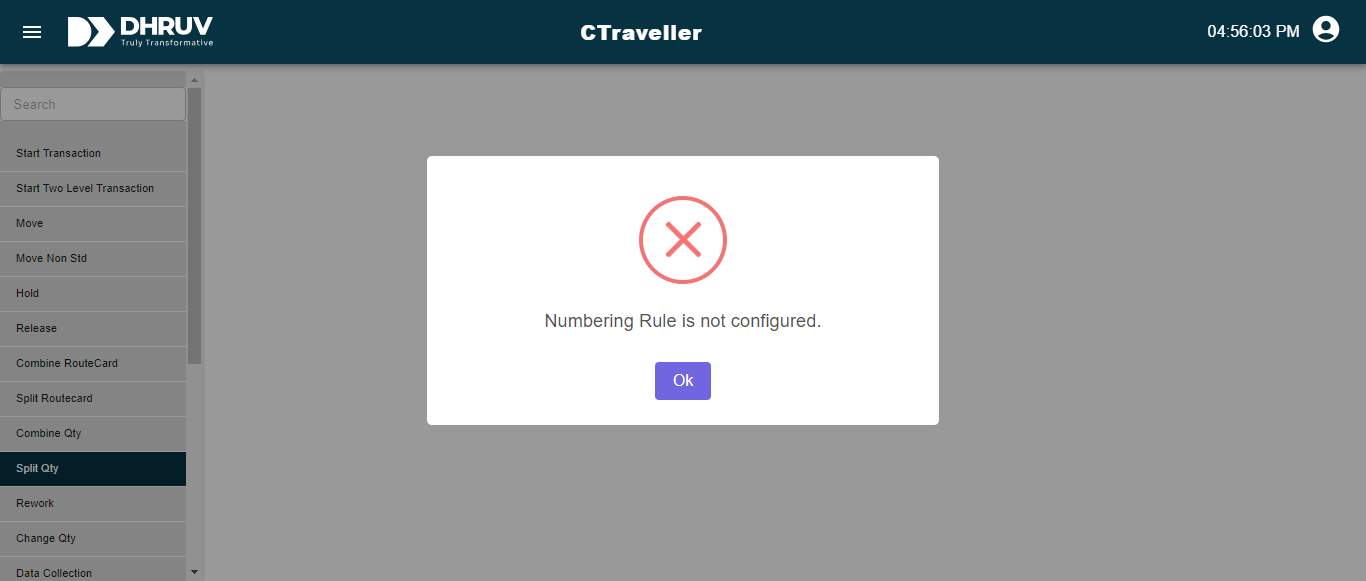 DHRUV
Truly Transformative
CTraveller
04:56:03 PM
Search
Start Transaction
Start Two Level Transaction
Move
Move Non Std
Hold
Release
Combine RouteCard
Split Routecard
Combine Qty
Split Qty
Rework
Change Qty
Data Collection
Numbering Rule is not configured.
Ok